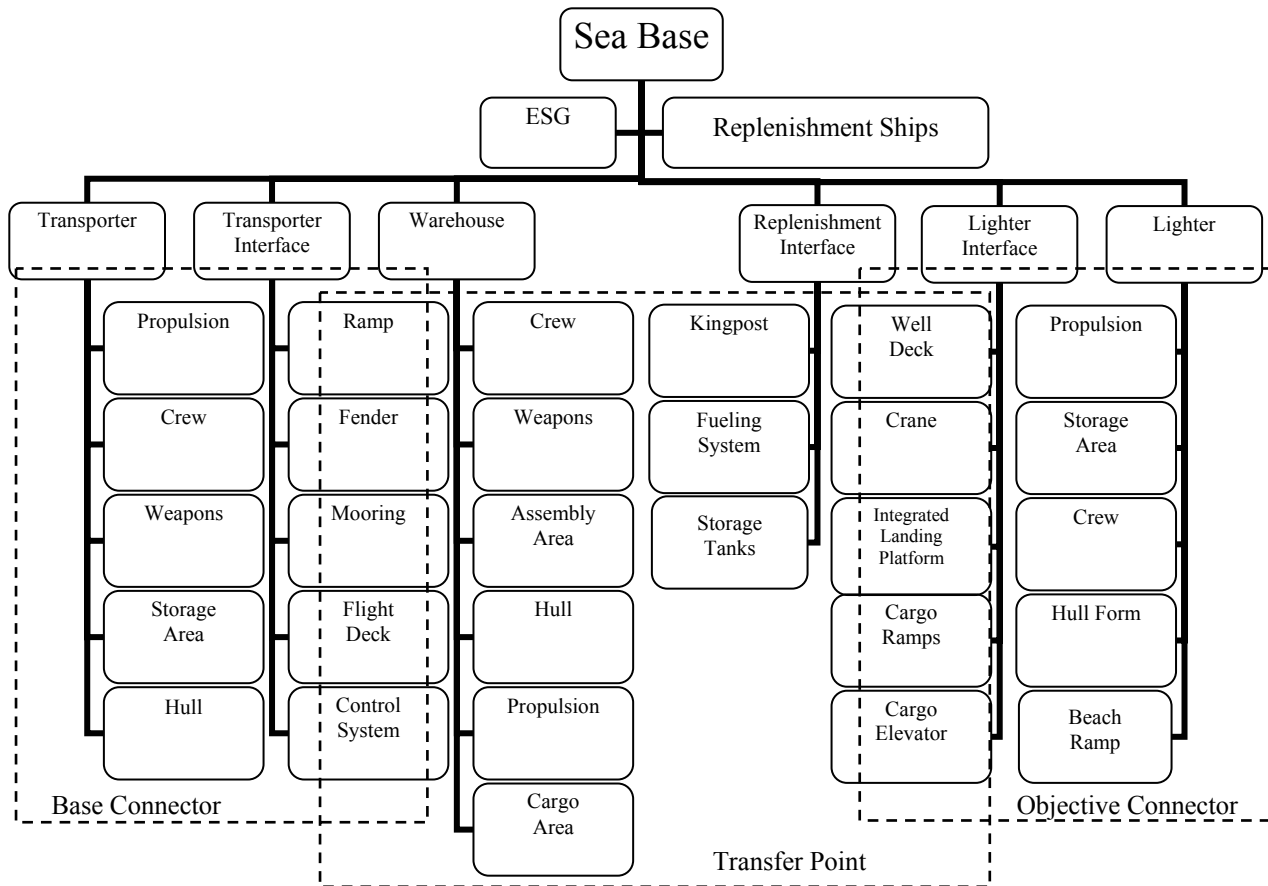 Sea Base
ESG
Replenishment Ships
Transporter
Transporter
Interface
Warehouse
Replenishment
Interface
Lighter
Interface
Lighter
Propulsion
Crew
Weapons
Storage
Area
Hull
Ramp
Fender
Mooring
Flight
Deck
Control
System
Crew
Weapons
Assembly
Area
Hull
Propulsion
Cargo
Area
Kingpost
Fueling
System
Storage
Tanks
Well
Deck
Crane
Integrated
Landing
Platform
Cargo
Ramps
Cargo
Elevator
Propulsion
Storage
Area
Crew
Hull Form
Beach
Ramp
Base Connector
Transfer Point
Objective Connector